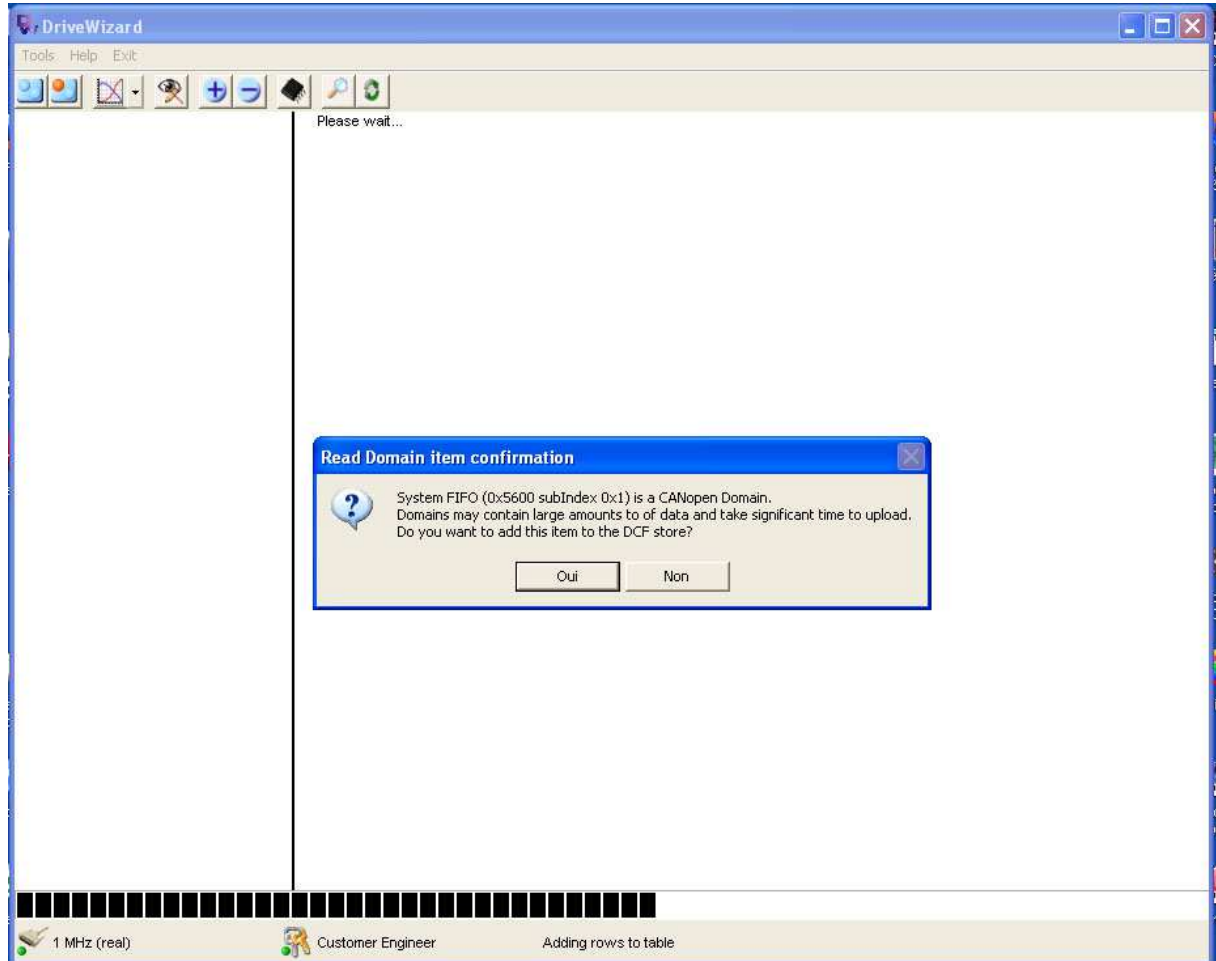 DriveWizard
Tools Help Exit
Please wait...
Read Domain item confirmation
System FIFO (0x5600 subIndex 0x1) is a CANopen Domain.
Domains may contain large amounts to of data and take significant time to upload.
Do you want to add this item to the DCF store?
Oui Non
1 MHz (real) Customer Engineer Adding rows to table